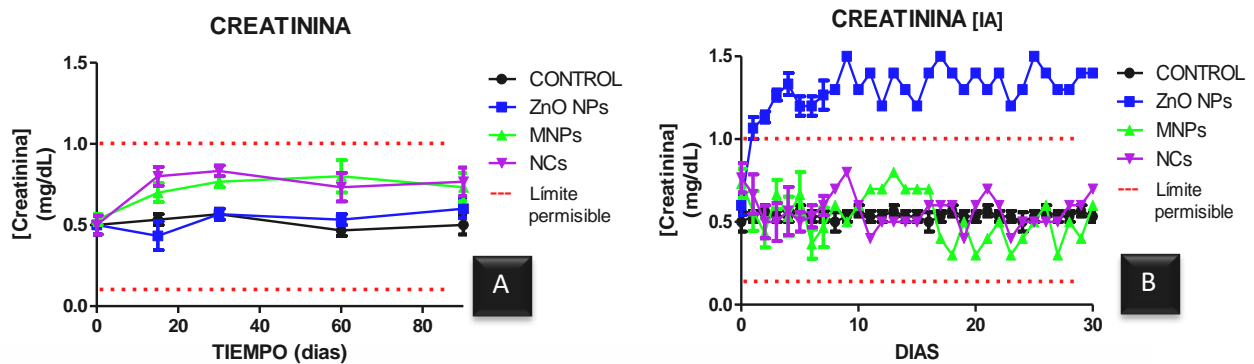 CREATININA
[Creatinina]
(mg/dL)
1.5
1.0
0.5
0.0
0
20
40
60
80
TIEMPO (dias)
CONTROL
ZnO NPs
MNPs
NCs
Límite
permisible
A
CREATININA [IA]
[Creatinina]
(mg/dL)
1.5
1.0
0.5
0.0
0
10
20
30
DIAS
CONTROL
ZnO NPs
MNPs
NCs
Límite
permisible
B